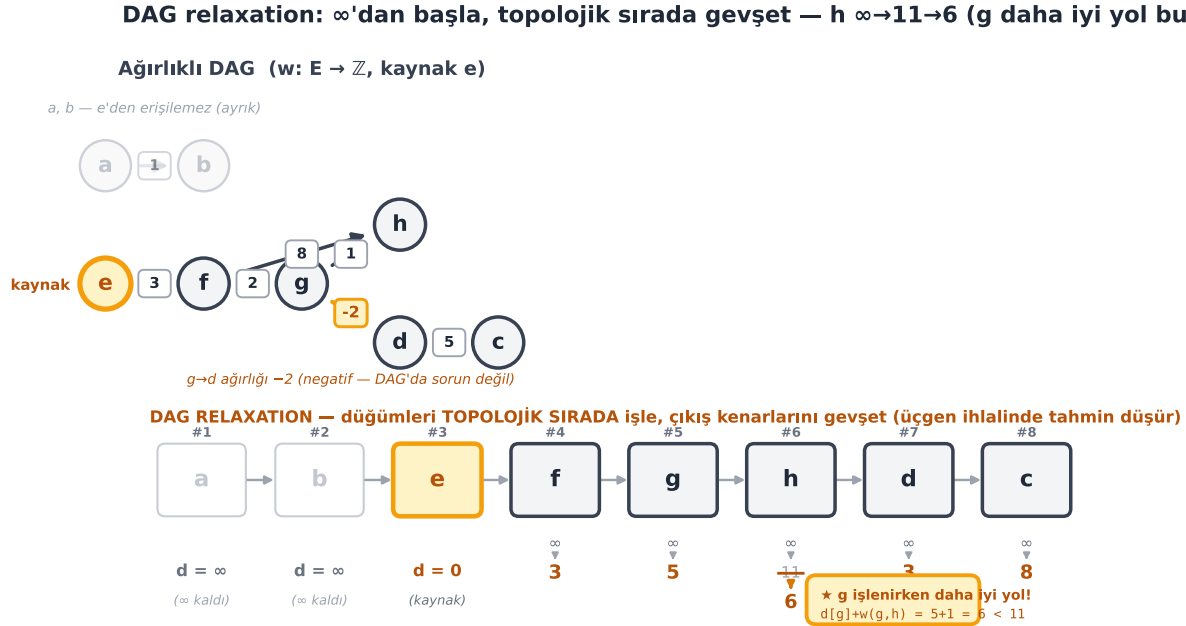 DAG relaxation: ∞'dan başla, topolojik sırada gevşet — h ∞→11→6 (g daha iyi yol bu
Ağırlıklı DAG (w: E → ℤ, kaynak e)
a, b — e'den erişilemez (ayrık)
a 1 b
h
8 1
kaynak e 3 f 2 g
-2
d 5 c
g→d ağırlığı −2 (negatif — DAG'da sorun değil)
DAG RELAXATION — düğümleri TOPOLOJİK SIRADA işle, çıkış kenarlarını gevşet (üçgen ihlalinde tahmin düşür)
#1 #2 #3 #4 #5 #6 #7 #8
a b e f g h d c
∞ ∞ ∞ ∞ ∞
d = ∞ d = ∞ d = 0 3 5 11 3 8
(∞ kaldı) (∞ kaldı) (kaynak) 6
★ g işlenirken daha iyi yol!
d[g]+w(g,h) = 5+1 = 6 < 11